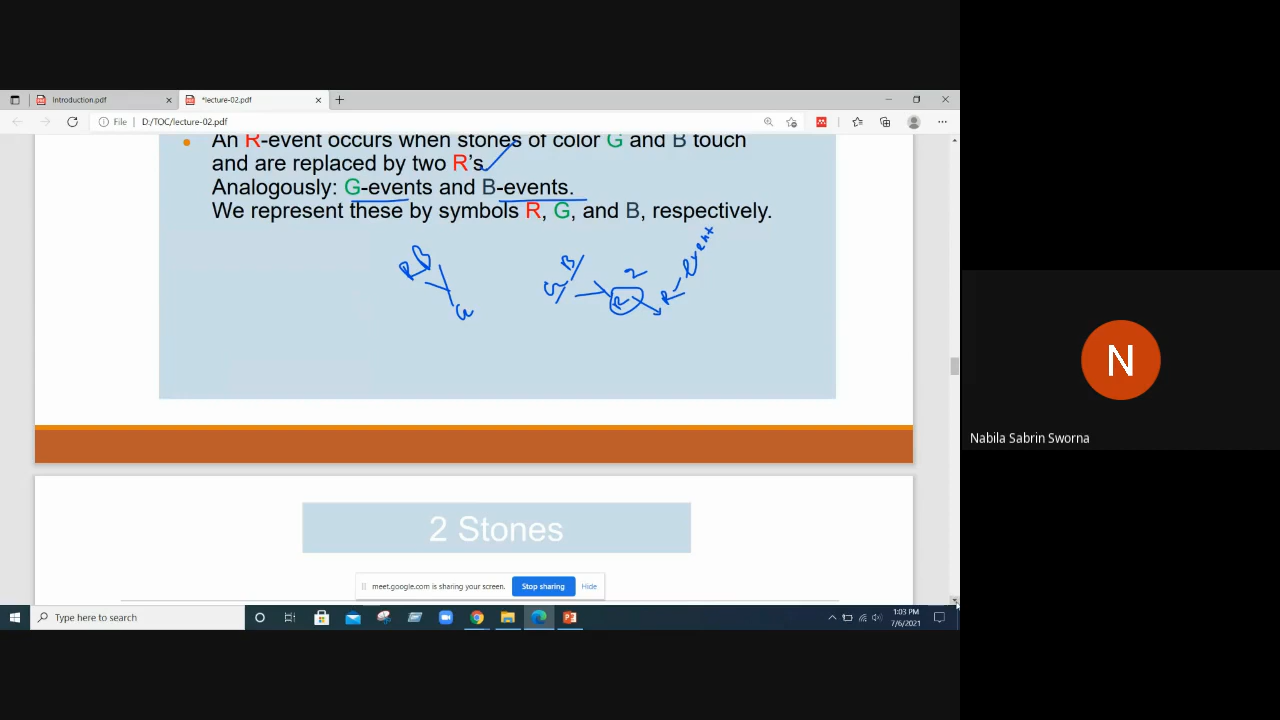 Introduction.pdf
*lecture-02.pdf
File
D:/TOC/lecture-02.pdf
An R-event occurs when stones of color G and B touch
and are replaced by two R's
Analogously: G-events and B-events.
We represent these by symbols R, G, and B, respectively.
R B
G
G B
2
R
R - event
2 Stones
meet.google.com is sharing your screen.
Stop sharing
Hide
Type here to search
1:03 PM
7/6/2021
N
Nabila Sabrin Sworna